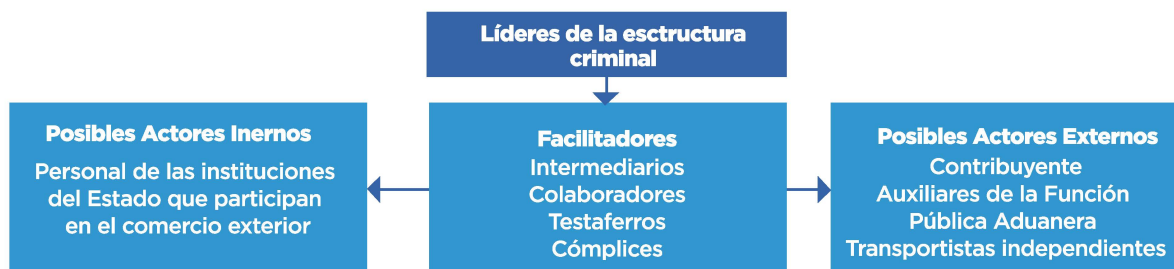 Líderes de la esctructura
criminal
Posibles Actores Inernos
Personal de las instituciones
del Estado que participan
en el comercio exterior
Facilitadores
Intermediarios
Colaboradores
Testaferros
Cómplices
Posibles Actores Externos
Contribuyente
Auxiliares de la Función
Pública Aduanera
Transportistas independientes